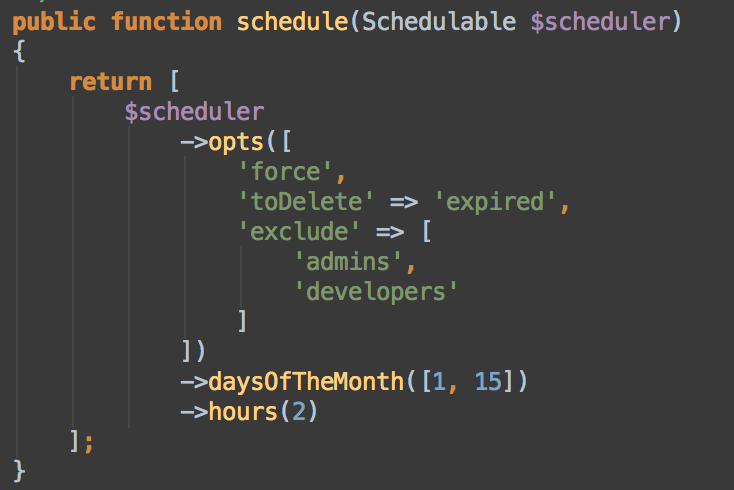 public function schedule(Schedulable $scheduler)
{
    return [
        $scheduler
            ->opts([
                'force',
                'toDelete' => 'expired',
                'exclude' => [
                    'admins',
                    'developers'
                ]
            ])
            ->daysOfTheMonth([1, 15])
            ->hours(2)
    ];
}